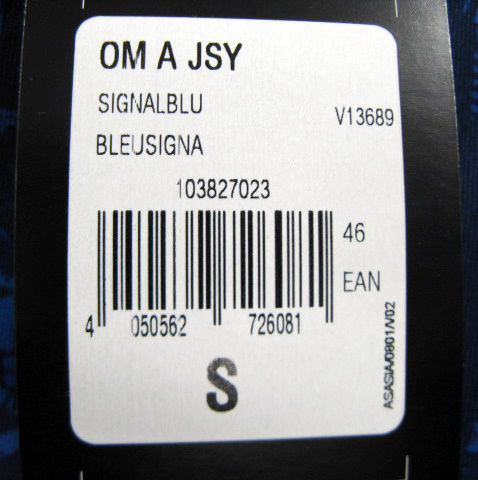 OM A JSY
SIGNALBLU
V13689
BLEUSIGNA
103827023
46
EAN
4 050562 726081
S
ASASIA/0801/V02